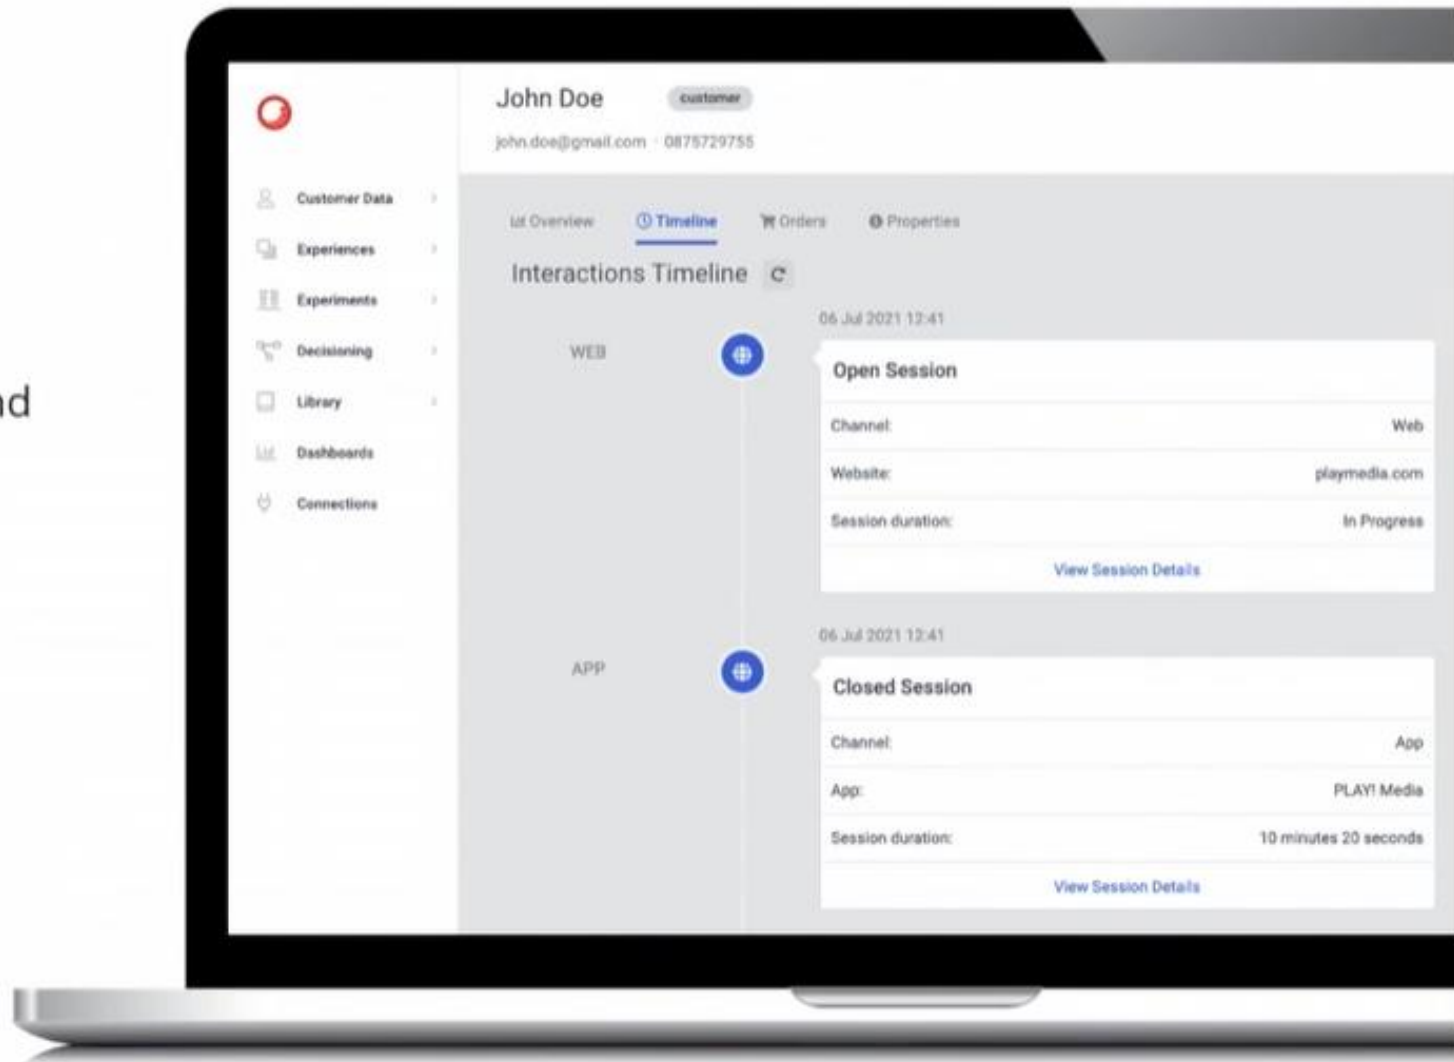 nd
John Doe customer
john.doe@gmail.com · 0875729755
Customer Data
Experiences
Experiments
Decisioning
Library
Dashboards
Connections
Overview Timeline Orders Properties
Interactions Timeline
06 Jul 2021 12:41
WEB
Open Session
Channel: Web
Website: playmedia.com
Session duration: In Progress
View Session Details
06 Jul 2021 12:41
APP
Closed Session
Channel: App
App: PLAY! Media
Session duration: 10 minutes 20 seconds
View Session Details